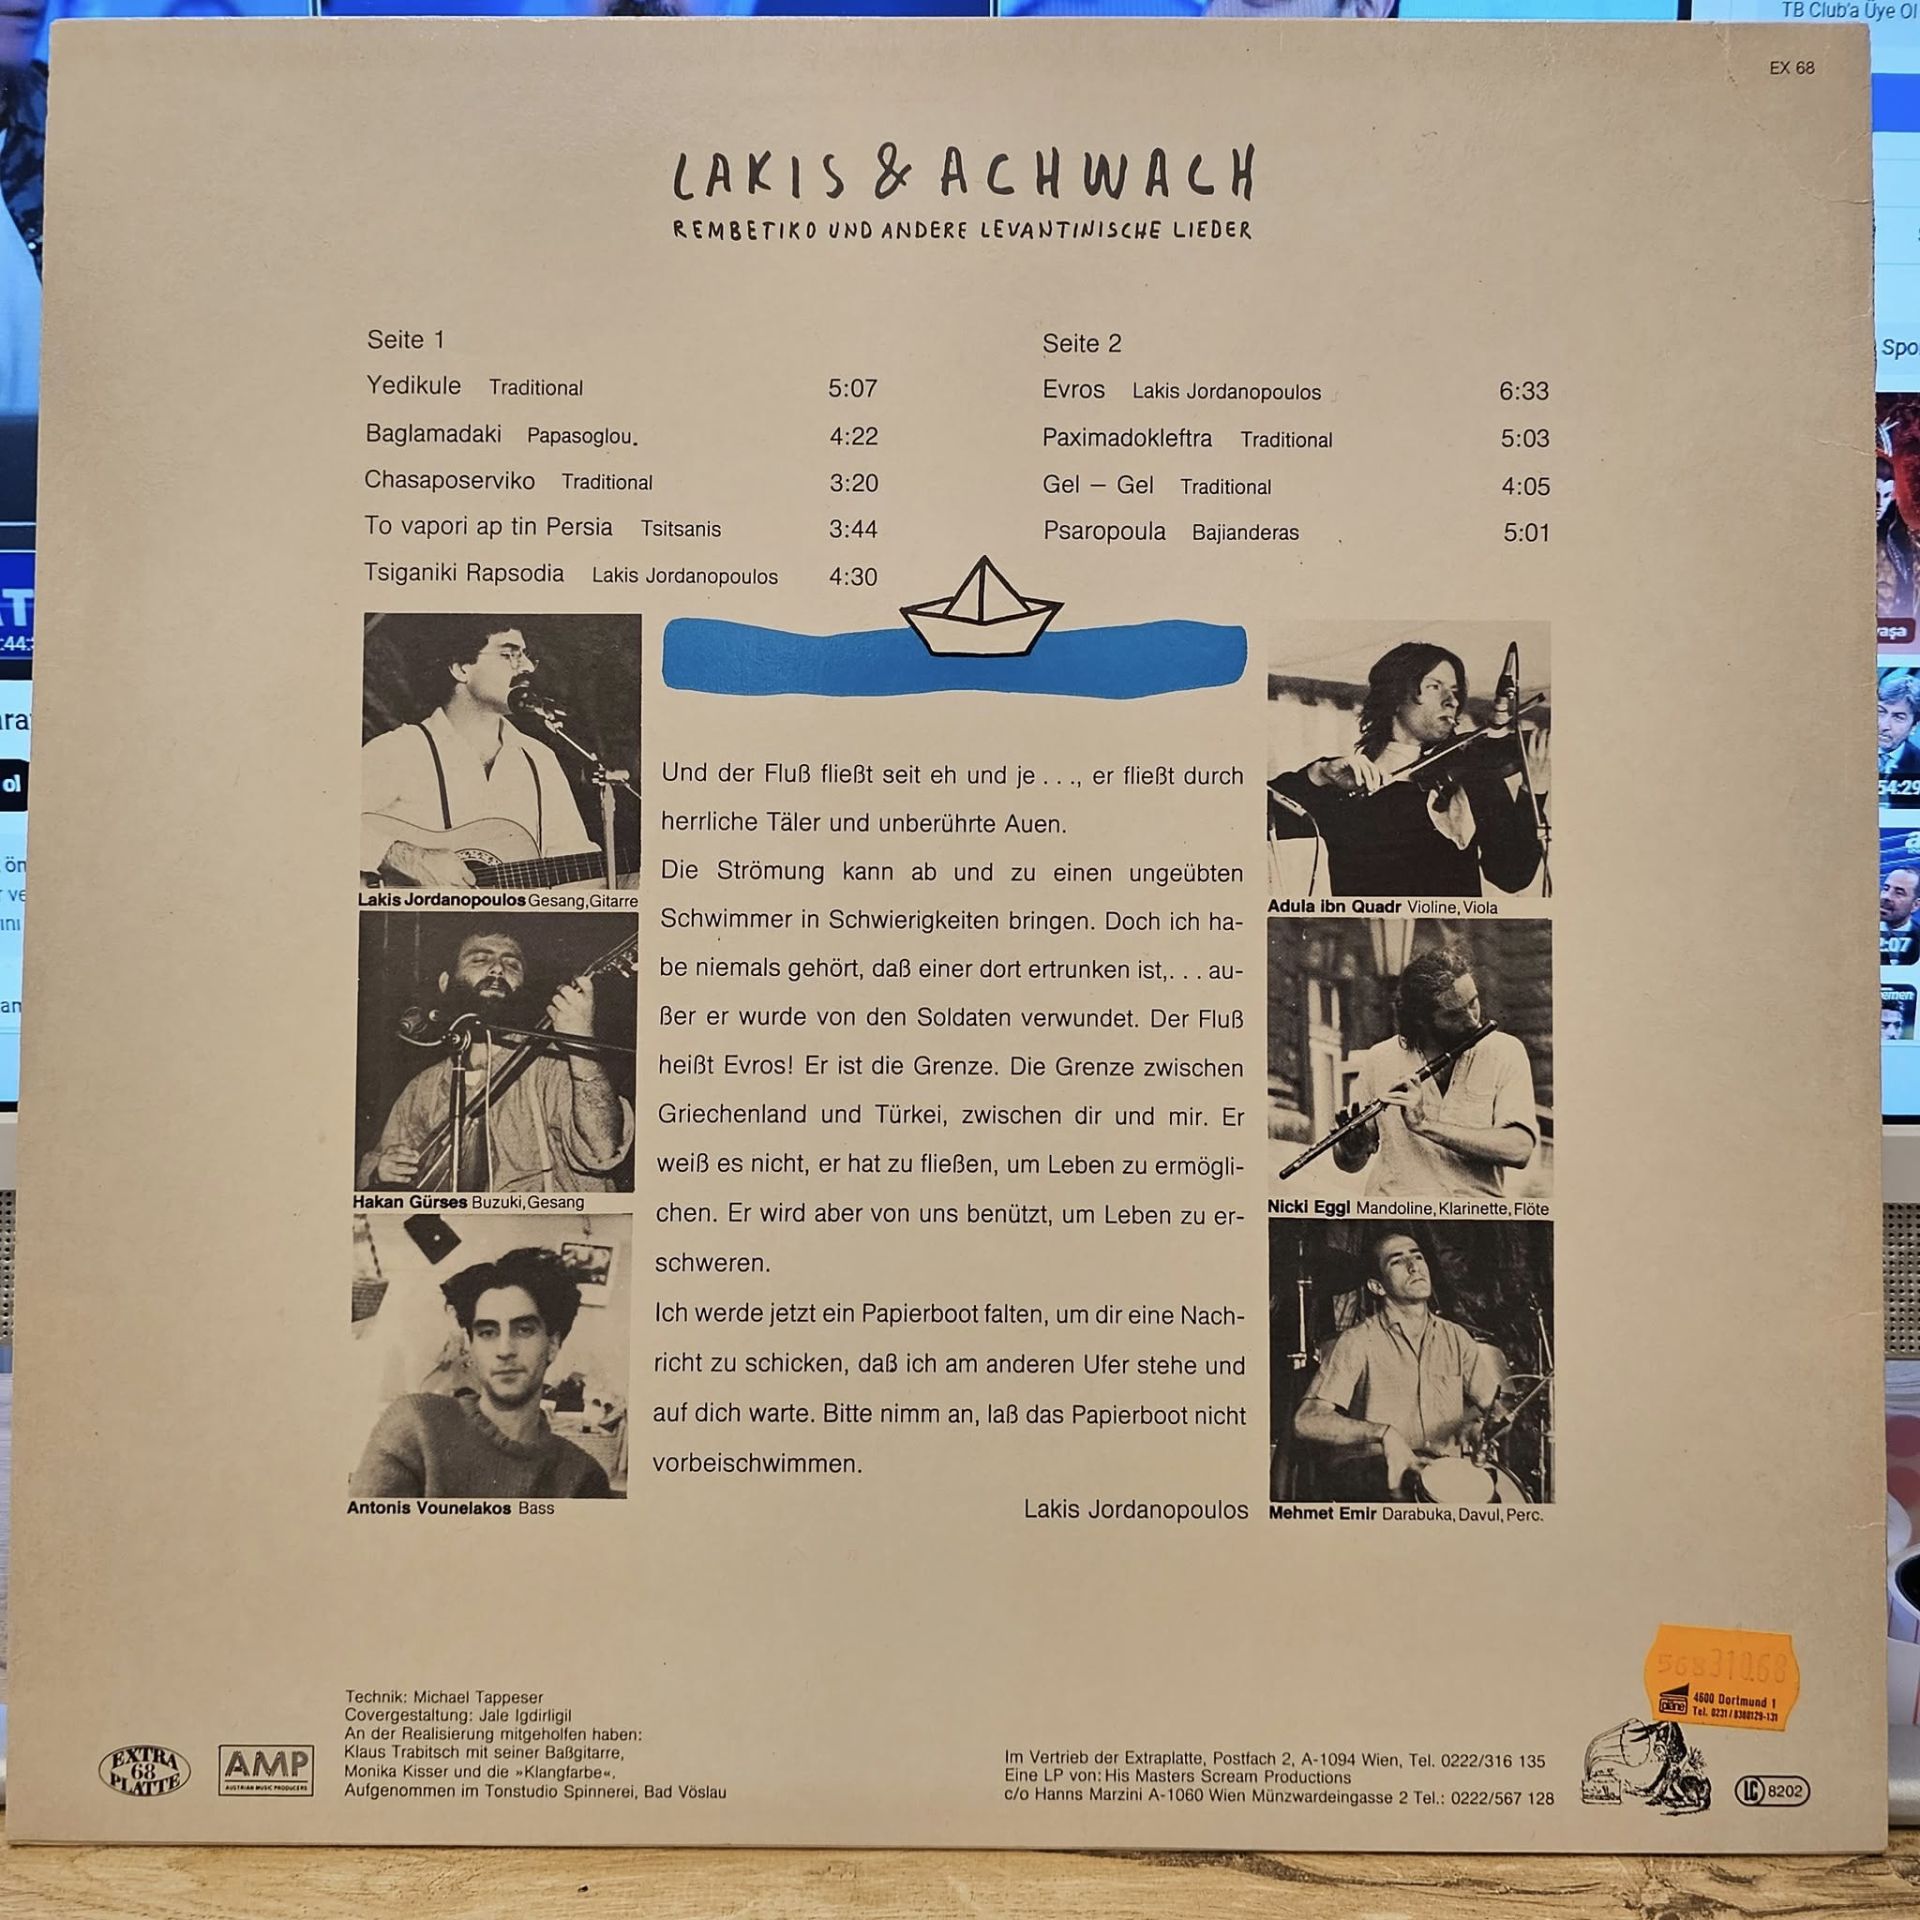 TB Club'a Üye Ol
EX 68
LAKIS & ACHWACH
REMBETIKO UND ANDERE LEVANTINISCHE LIEDER
Seite 1
Yedikule Traditional 5:07
Baglamadaki Papasoglou. 4:22
Chasaposerviko Traditional 3:20
To vapori ap tin Persia Tsitsanis 3:44
Tsiganiki Rapsodia Lakis Jordanopoulos 4:30
Seite 2
Evros Lakis Jordanopoulos 6:33
Paximadokleftra Traditional 5:03
Gel – Gel Traditional 4:05
Psaropoula Bajianderas 5:01
Lakis Jordanopoulos Gesang, Gitarre
Hakan Gürses Buzuki, Gesang
Antonis Vounelakos Bass
Und der Fluß fließt seit eh und je . . ., er fließt durch
herrliche Täler und unberührte Auen.
Die Strömung kann ab und zu einen ungeübten
Schwimmer in Schwierigkeiten bringen. Doch ich ha-
be niemals gehört, daß einer dort ertrunken ist,. . . au-
ßer er wurde von den Soldaten verwundet. Der Fluß
heißt Evros! Er ist die Grenze. Die Grenze zwischen
Griechenland und Türkei, zwischen dir und mir. Er
weiß es nicht, er hat zu fließen, um Leben zu ermögli-
chen. Er wird aber von uns benützt, um Leben zu er-
schweren.
Ich werde jetzt ein Papierboot falten, um dir eine Nach-
richt zu schicken, daß ich am anderen Ufer stehe und
auf dich warte. Bitte nimm an, laß das Papierboot nicht
vorbeischwimmen.
Lakis Jordanopoulos
Adula ibn Quadr Violine, Viola
Nicki Eggl Mandoline, Klarinette, Flöte
Mehmet Emir Darabuka, Davul, Perc.
EXTRA
68
PLATTE
AMP
AUSTRIAN MUSIC PRODUCERS
Technik: Michael Tappeser
Covergestaltung: Jale Igdirligil
An der Realisierung mitgeholfen haben:
Klaus Trabitsch mit seiner Baßgitarre,
Monika Kisser und die »Klangfarbe«.
Aufgenommen im Tonstudio Spinnerei, Bad Vöslau
Im Vertrieb der Extraplatte, Postfach 2, A-1094 Wien, Tel. 0222/316 135
Eine LP von: His Masters Scream Productions
c/o Hanns Marzini A-1060 Wien Münzwardeingasse 2 Tel.: 0222/567 128
pläne
4600 Dortmund 1
LC 8202